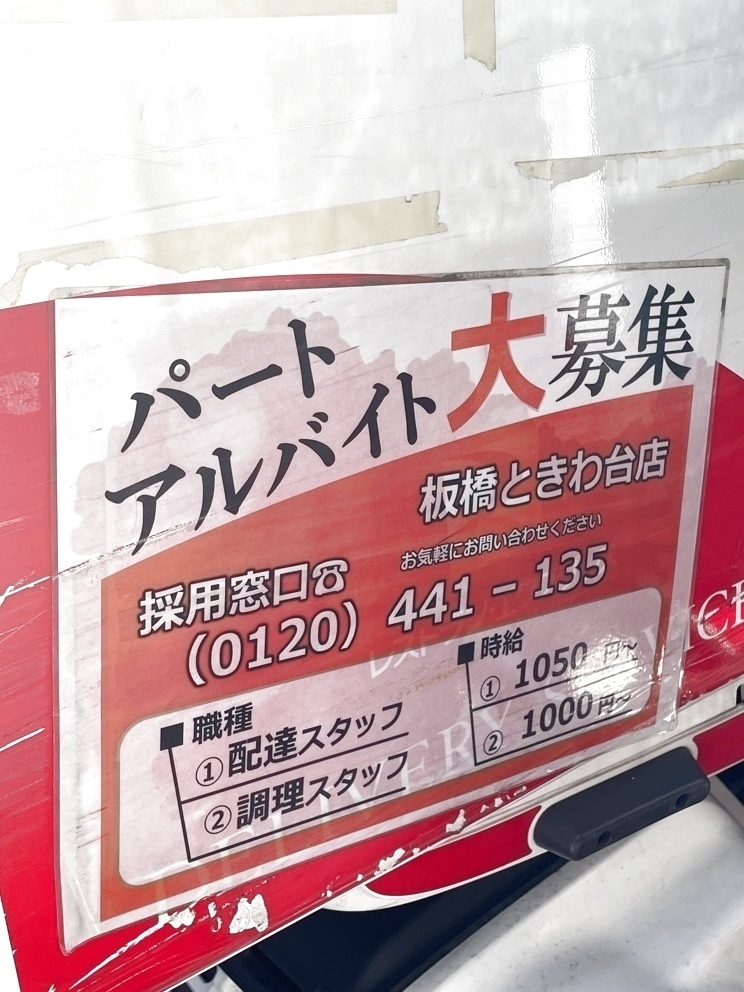 パート
アルバイト大募集
板橋ときわ台店
お気軽にお問い合わせください
採用窓口☎
（0120）441－135
■職種
①配達スタッフ
②調理スタッフ
■時給
①1050円～
②1000円～
DELIVERY